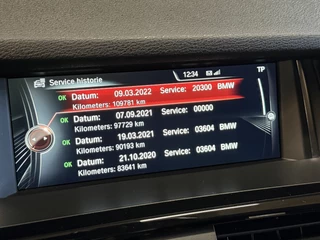 Service historie 12:34 TP
OK Datum: 09.03.2022 Service: 20300 BMW
Kilometers: 109781 km
OK Datum: 07.09.2021 Service: 00000
Kilometers: 97729 km
OK Datum: 19.03.2021 Service: 03604 BMW
Kilometers: 90193 km
OK Datum: 21.10.2020 Service: 03604 BMW
Kilometers: 83641 km